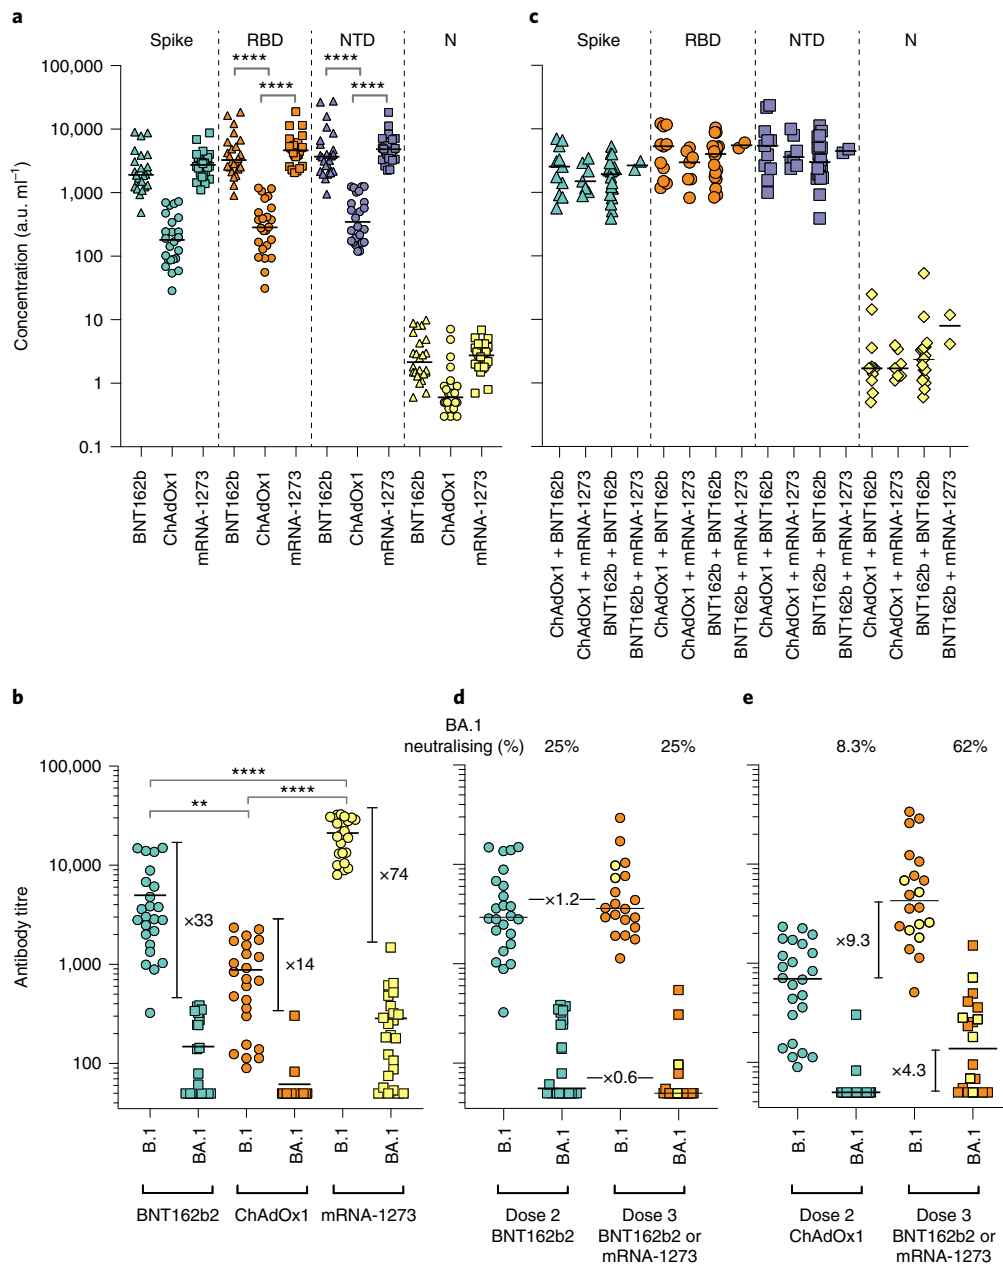 a
Spike RBD NTD N
**** ****
**** ****
100,000
10,000
1,000
100
10
1
0.1
Concentration (a.u. ml⁻¹)
BNT162b
ChAdOx1
mRNA-1273
BNT162b
ChAdOx1
mRNA-1273
BNT162b
ChAdOx1
mRNA-1273
BNT162b
ChAdOx1
mRNA-1273
c
Spike RBD NTD N
ChAdOx1 + BNT162b
ChAdOx1 + mRNA-1273
BNT162b + BNT162b
BNT162b + mRNA-1273
ChAdOx1 + BNT162b
ChAdOx1 + mRNA-1273
BNT162b + BNT162b
BNT162b + mRNA-1273
ChAdOx1 + BNT162b
ChAdOx1 + mRNA-1273
BNT162b + BNT162b
BNT162b + mRNA-1273
ChAdOx1 + BNT162b
ChAdOx1 + mRNA-1273
BNT162b + BNT162b
BNT162b + mRNA-1273
b
100,000
10,000
1,000
100
Antibody titre
****
** ****
×33
×14
×74
B.1
BA.1
B.1
BA.1
B.1
BA.1
BNT162b2 ChAdOx1 mRNA-1273
d
BA.1
neutralising (%) 25% 25%
×1.2
×0.6
B.1
BA.1
B.1
BA.1
Dose 2
BNT162b2
Dose 3
BNT162b2 or
mRNA-1273
e
8.3% 62%
×9.3
×4.3
B.1
BA.1
B.1
BA.1
Dose 2
ChAdOx1
Dose 3
BNT162b2 or
mRNA-1273